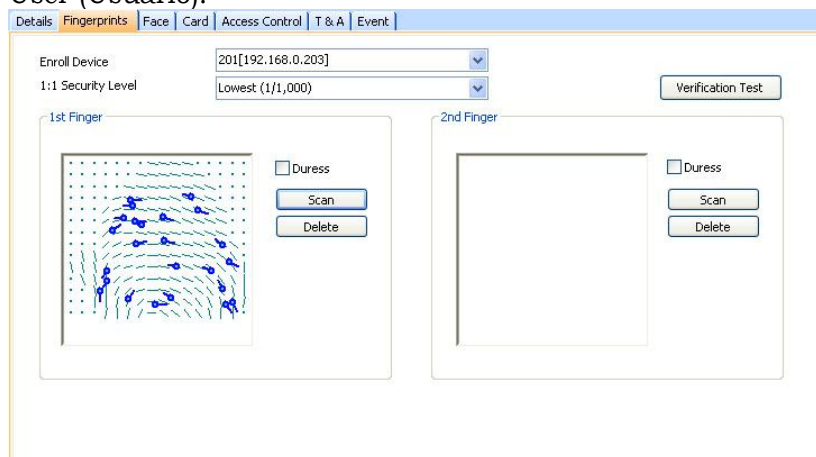 User (Usuario).
Details Fingerprints Face Card Access Control T & A Event
Enroll Device 201[192.168.0.203]
1:1 Security Level Lowest (1/1,000) Verification Test
1st Finger 2nd Finger
Duress Duress
Scan Scan
Delete Delete